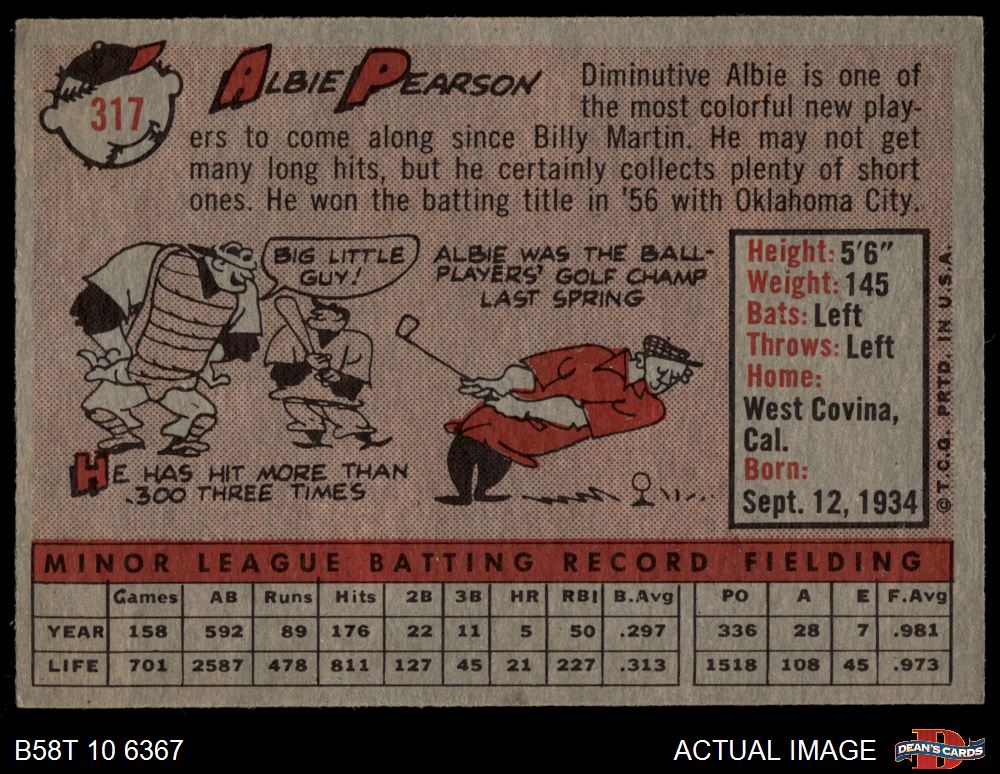 317
ALBIE PEARSON
Diminutive Albie is one of
the most colorful new play-
ers to come along since Billy Martin. He may not get
many long hits, but he certainly collects plenty of short
ones. He won the batting title in '56 with Oklahoma City.
BIG LITTLE
GUY!
HE HAS HIT MORE THAN
.300 THREE TIMES
ALBIE WAS THE BALL-
PLAYERS' GOLF CHAMP
LAST SPRING
Height: 5'6"
Weight: 145
Bats: Left
Throws: Left
Home:
West Covina,
Cal.
Born:
Sept. 12, 1934
© T.C.G. PRTD. IN U.S.A.
MINOR LEAGUE BATTING RECORD FIELDING
Games AB Runs Hits 2B 3B HR RBI B.Avg PO A E F.Avg
YEAR 158 592 89 176 22 11 5 50 .297 336 28 7 .981
LIFE 701 2587 478 811 127 45 21 227 .313 1518 108 45 .973
B58T 10 6367
ACTUAL IMAGE
D
DEAN'S CARDS